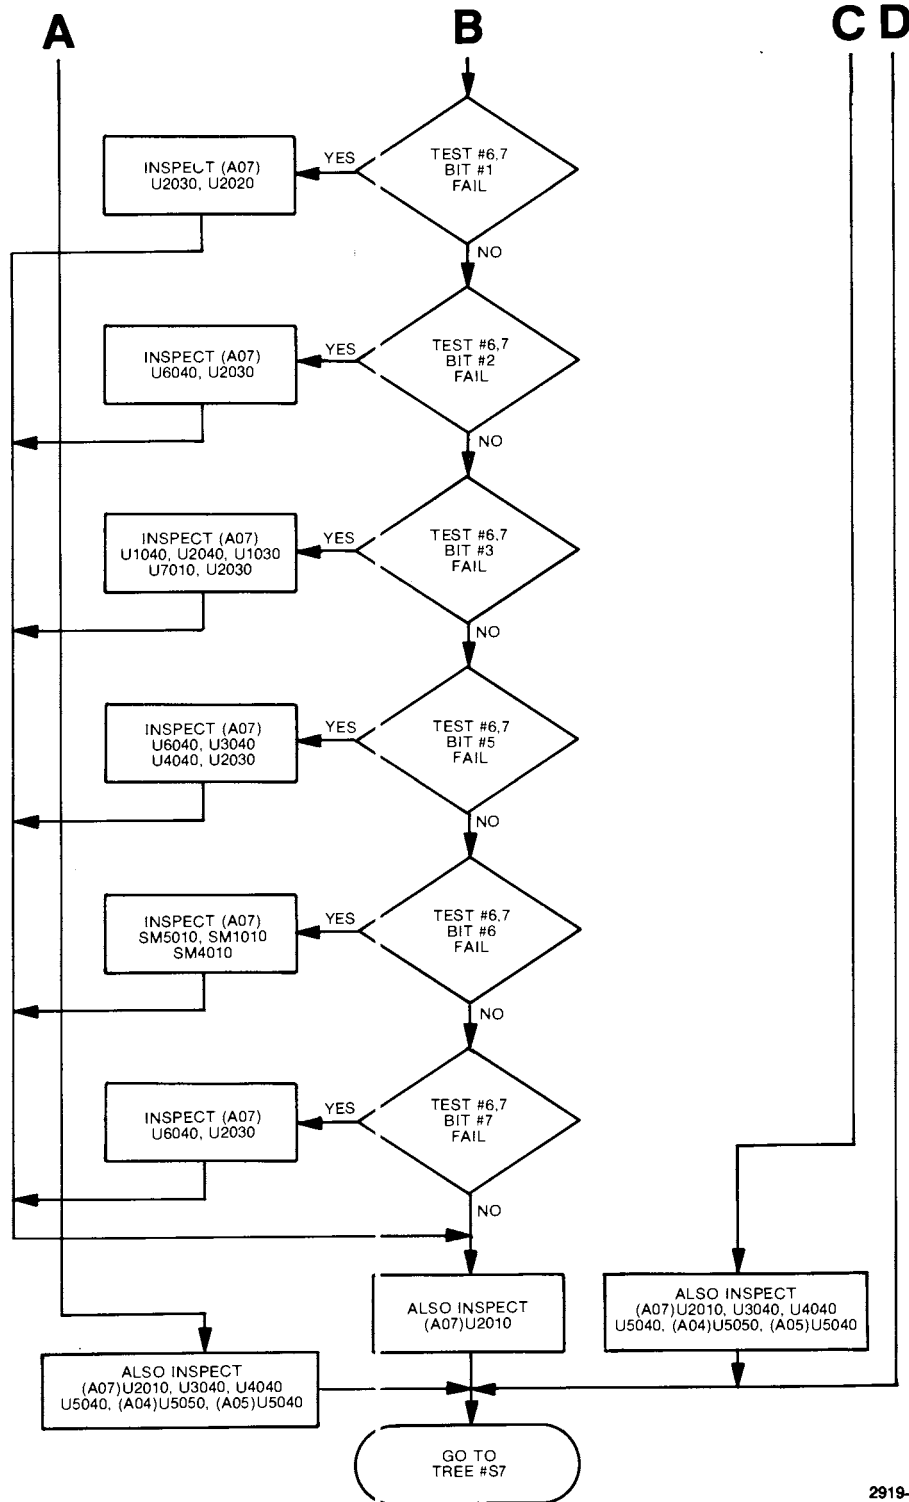 A
B
C D
TEST #6,7
BIT #1
FAIL
YES
INSPECT (A07)
U2030, U2020
NO
TEST #6,7
BIT #2
FAIL
YES
INSPECT (A07)
U6040, U2030
NO
TEST #6,7
BIT #3
FAIL
YES
INSPECT (A07)
U1040, U2040, U1030
U7010, U2030
NO
TEST #6,7
BIT #5
FAIL
YES
INSPECT (A07)
U6040, U3040
U4040, U2030
NO
TEST #6,7
BIT #6
FAIL
YES
INSPECT (A07)
SM5010, SM1010
SM4010
NO
TEST #6,7
BIT #7
FAIL
YES
INSPECT (A07)
U6040, U2030
NO
ALSO INSPECT
(A07)U2010
ALSO INSPECT
(A07)U2010, U3040, U4040
U5040, (A04)U5050, (A05)U5040
ALSO INSPECT
(A07)U2010, U3040, U4040
U5040, (A04)U5050, (A05)U5040
GO TO
TREE #S7
2919-